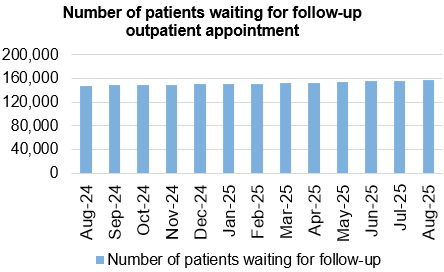 Number of patients waiting for follow-up
outpatient appointment
200,000
160,000
120,000
80,000
40,000
0
Aug-24
Sep-24
Oct-24
Nov-24
Dec-24
Jan-25
Feb-25
Mar-25
Apr-25
May-25
Jun-25
Jul-25
Aug-25
Number of patients waiting for follow-up